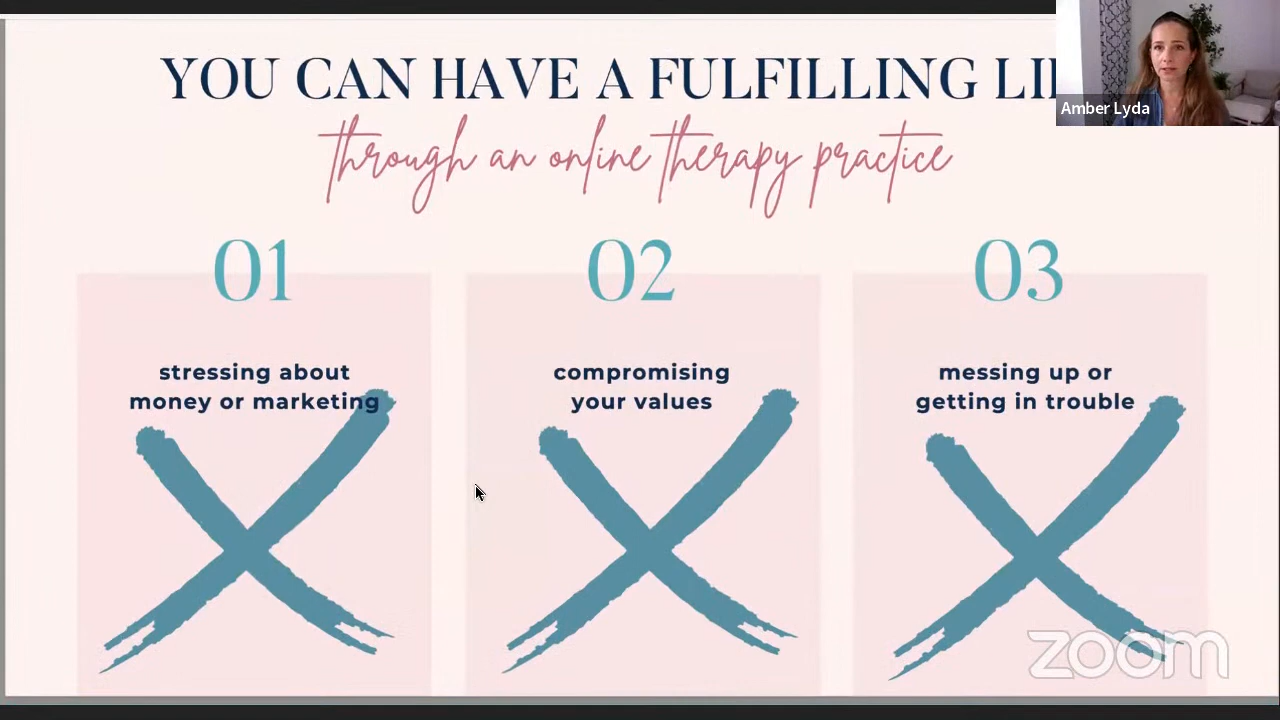 YOU CAN HAVE A FULFILLING
through an online therapy practice
Amber Lyda
01
stressing about
money or marketing
02
compromising
your values
03
messing up or
getting in trouble
zoom